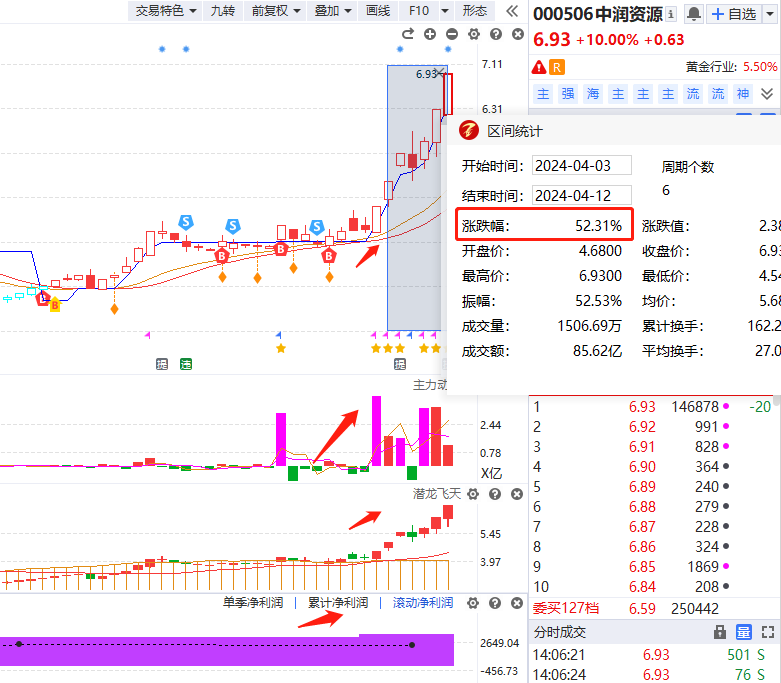 交易特色 九转 前复权 叠加 画线 F10 形态
000506 中润资源
自选
6.93 +10.00% +0.63
R
黄金行业: 5.50%
主 强 海 主 主 主 流 流 神
7.11
6.93
6.31
区间统计
开始时间: 2024-04-03 周期个数
结束时间: 2024-04-12 6
涨跌幅: 52.31% 涨跌值: 2.38
开盘价: 4.6800 收盘价: 6.93
最高价: 6.9300 最低价: 4.54
振幅: 52.53% 均价: 5.68
成交量: 1506.69万 累计换手: 162.2
成交额: 85.62亿 平均换手: 27.0
S S S
B B B
B
主力动
2.44
0.78
X亿
潜龙飞天
5.45
3.97
单季净利润 | 累计净利润 | 滚动净利润
2649.04
-456.73
1 6.93 146878 -20
2 6.92 991
3 6.91 828
4 6.90 364
5 6.89 240
6 6.88 279
7 6.87 228
8 6.86 324
9 6.85 1869
10 6.84 208
委买127档 6.59 250442
分时成交 量
14:06:21 6.93 501 S
14:06:24 6.93 76 S